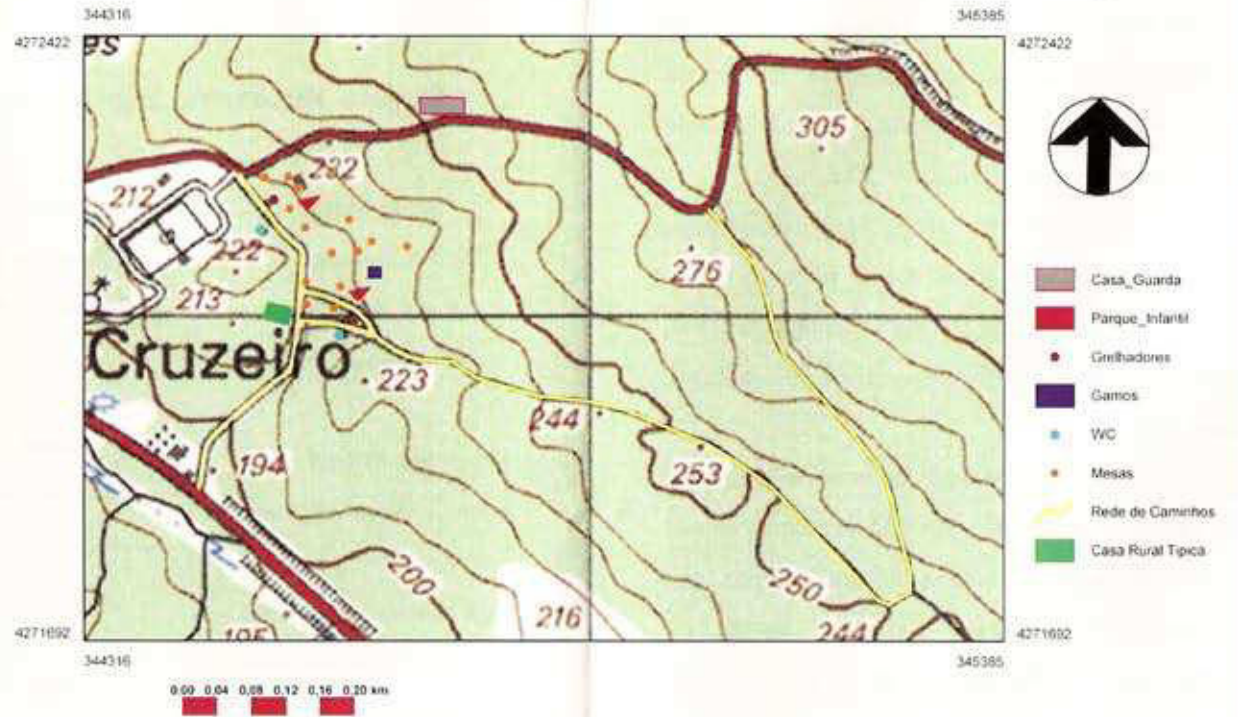 344316 345385
4272422 4272422
es
305
232
212
222
276
213
Cruzeiro
223
244
194
253
200
250
216
195
244
4271692 4271692
344316 345385
0.00 0.04 0.08 0.12 0.16 0.20 km
Casa_Guarda
Parque_Infantil
Grelhadores
Gamos
WC
Mesas
Rede de Caminhos
Casa Rural Tipica